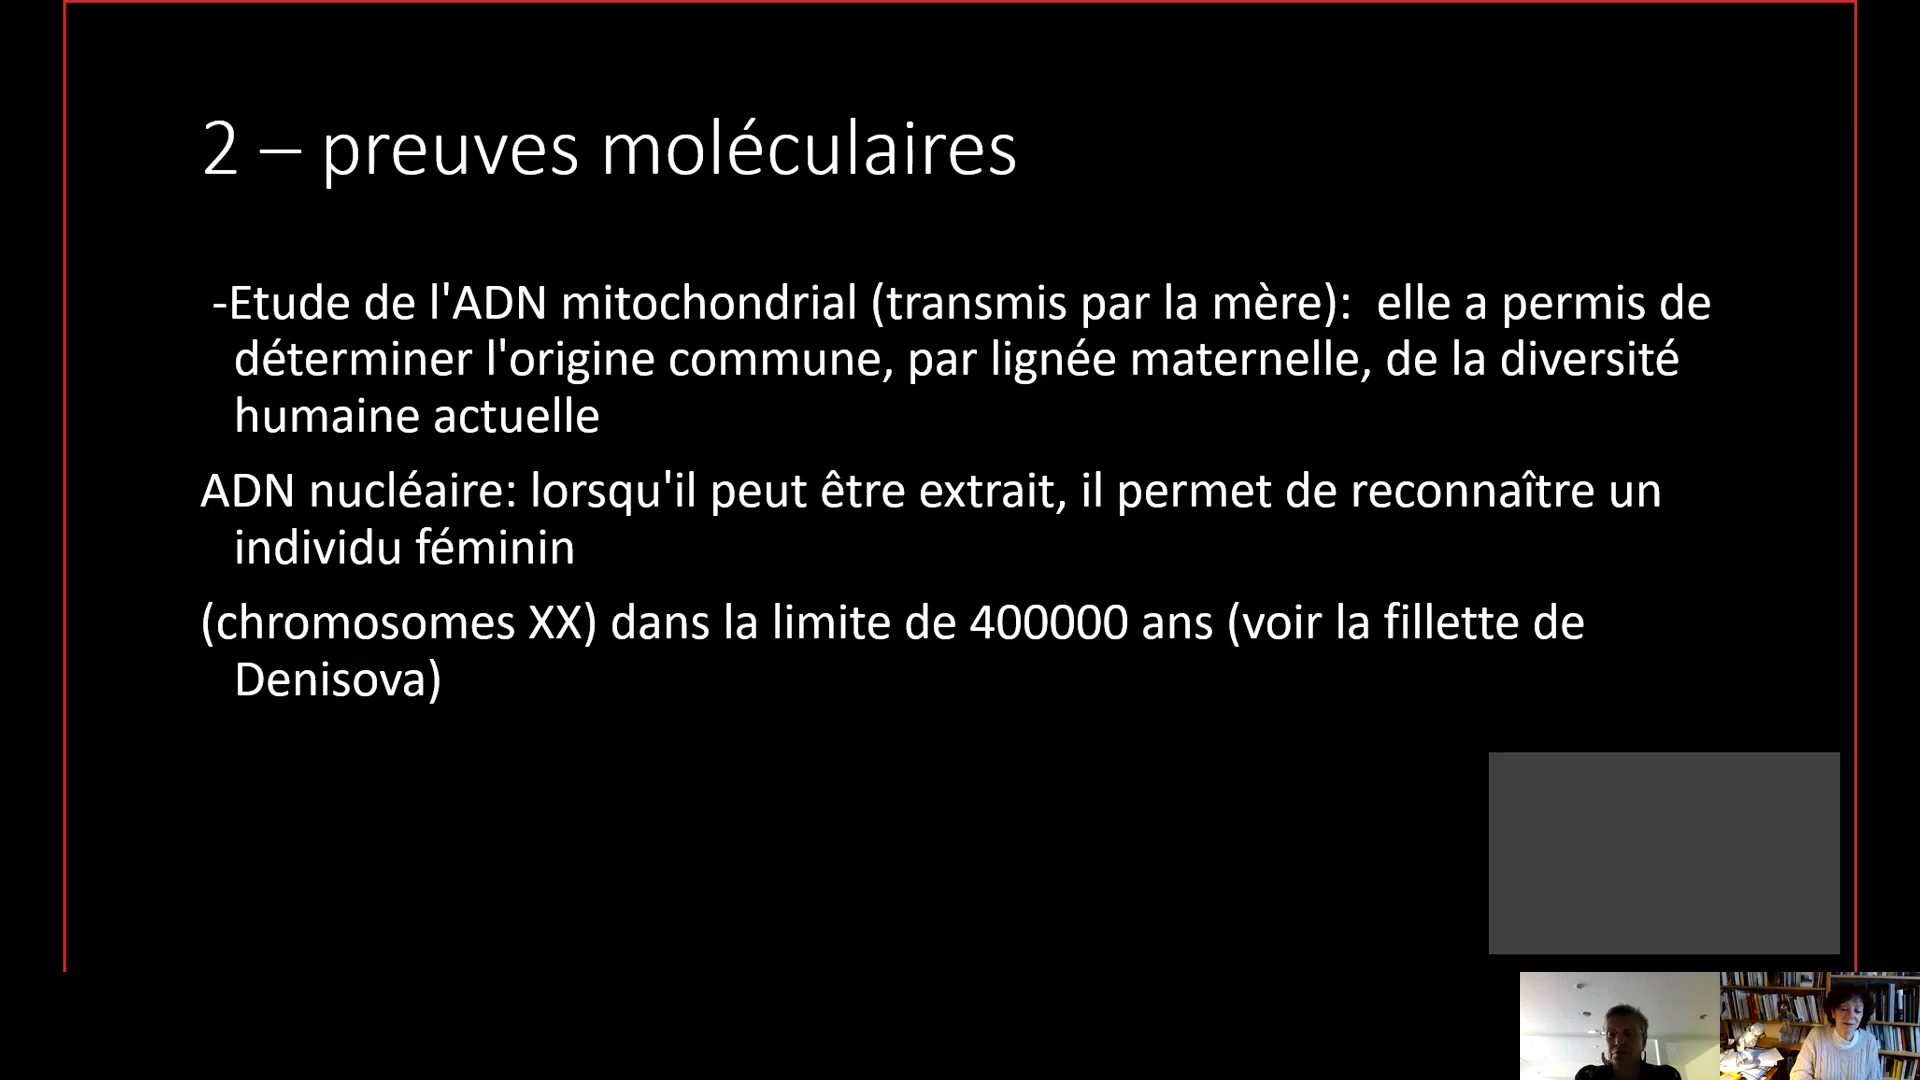 2 – preuves moléculaires
-Etude de l'ADN mitochondrial (transmis par la mère):  elle a permis de
déterminer l'origine commune, par lignée maternelle, de la diversité
humaine actuelle
ADN nucléaire: lorsqu'il peut être extrait, il permet de reconnaître un
individu féminin
(chromosomes XX) dans la limite de 400000 ans (voir la fillette de
Denisova)